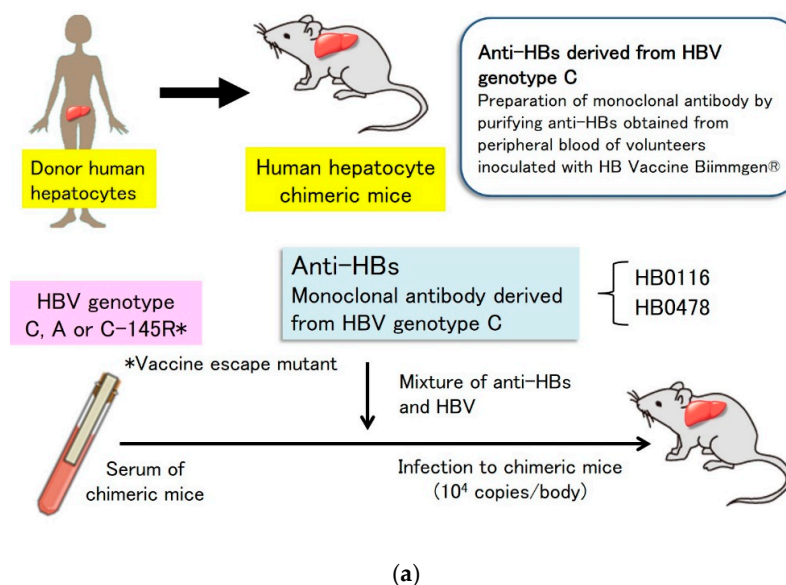 Donor human
hepatocytes
Human hepatocyte
chimeric mice
Anti-HBs derived from HBV
genotype C
Preparation of monoclonal antibody by
purifying anti-HBs obtained from
peripheral blood of volunteers
inoculated with HB Vaccine Biimmgen®
HBV genotype
C, A or C-145R*
*Vaccine escape mutant
Anti-HBs
Monoclonal antibody derived
from HBV genotype C
HB0116
HB0478
Mixture of anti-HBs
and HBV
Serum of
chimeric mice
Infection to chimeric mice
(10⁴ copies/body)
(a)